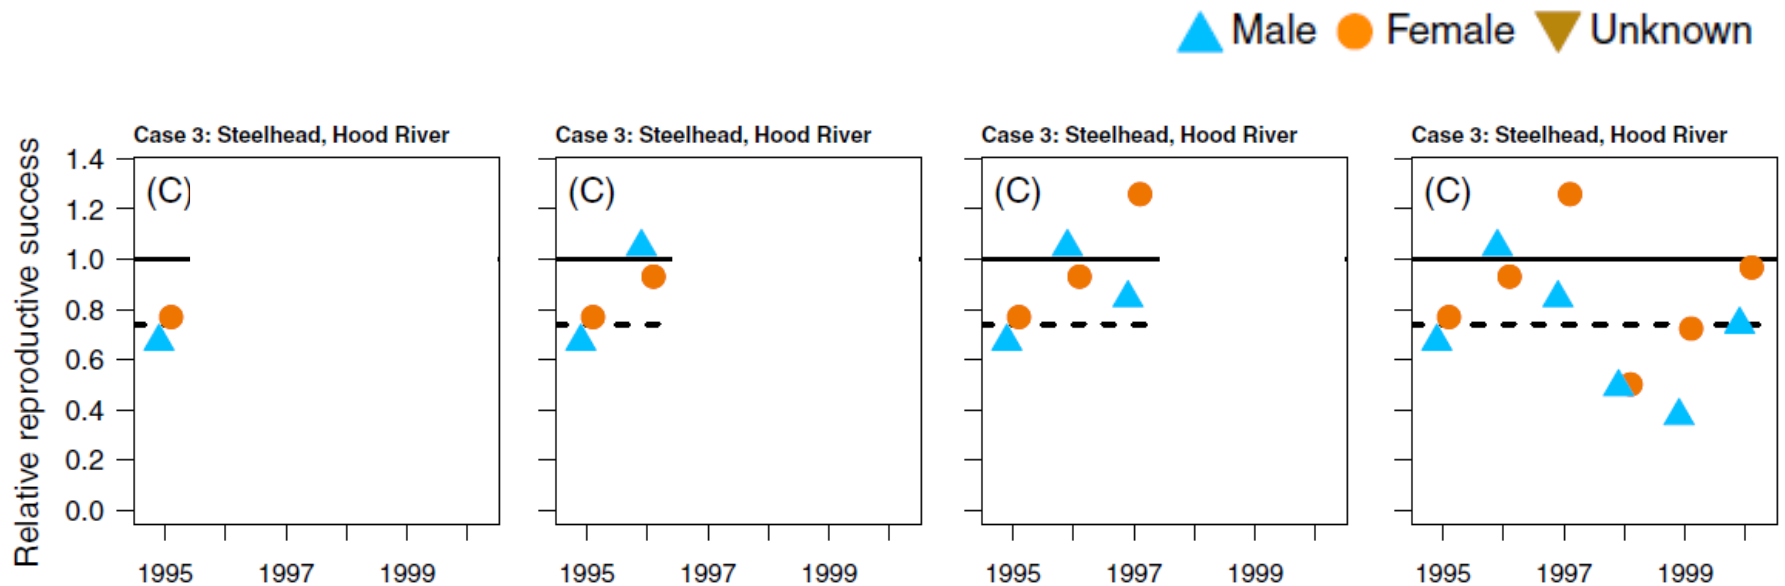 Male Female Unknown
Case 3: Steelhead, Hood River Case 3: Steelhead, Hood River Case 3: Steelhead, Hood River Case 3: Steelhead, Hood River
Relative reproductive success
1.4
(C) (C) (C) (C)
1.2
1.0
0.8
0.6
0.4
0.2
0.0
1995 1997 1999 1995 1997 1999 1995 1997 1999 1995 1997 1999